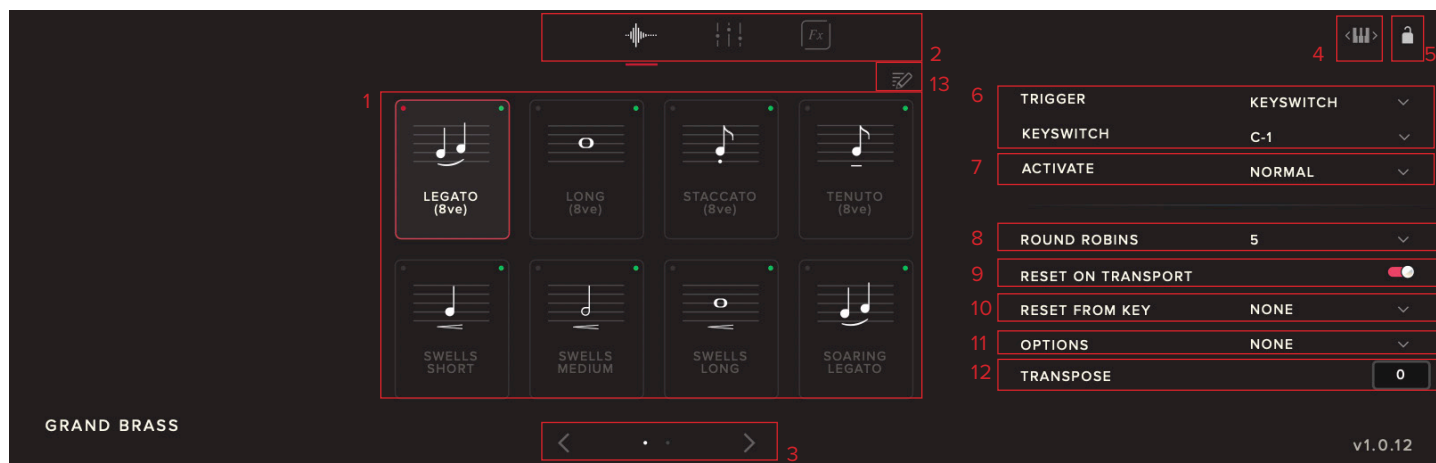 Fx
2
4
5
13
1
6
TRIGGER
KEYSWITCH
KEYSWITCH
C-1
7
ACTIVATE
NORMAL
LEGATO
(8ve)
LONG
(8ve)
STACCATO
(8ve)
TENUTO
(8ve)
8
ROUND ROBINS
5
9
RESET ON TRANSPORT
10
RESET FROM KEY
NONE
11
OPTIONS
NONE
12
TRANSPOSE
0
SWELLS
SHORT
SWELLS
MEDIUM
SWELLS
LONG
SOARING
LEGATO
GRAND BRASS
3
v1.0.12